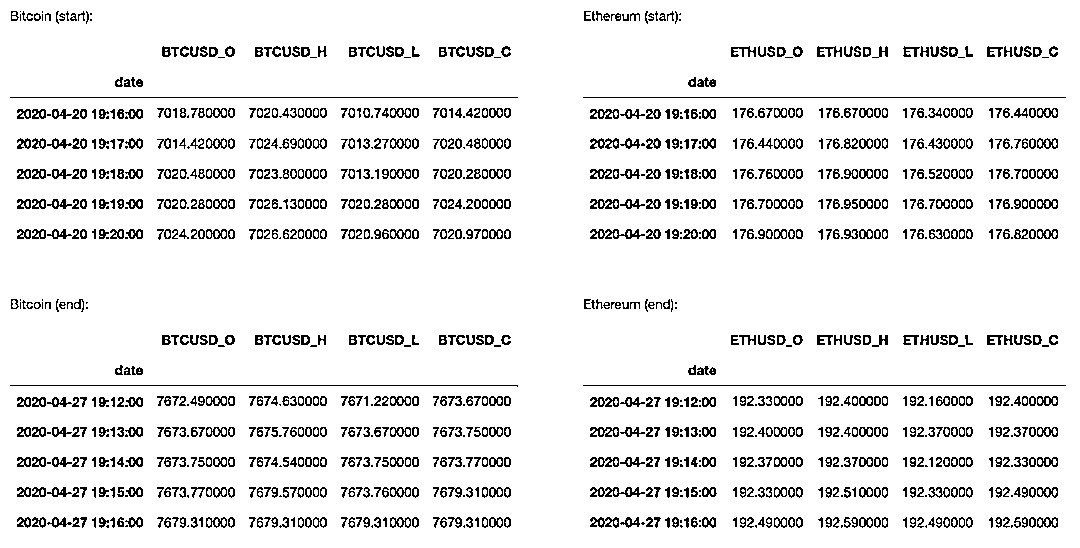 Bitcoin (start):
BTCUSD_O BTCUSD_H BTCUSD_L BTCUSD_C
date
2020-04-20 19:16:00 7018.780000 7020.430000 7010.740000 7014.420000
2020-04-20 19:17:00 7014.420000 7024.690000 7013.270000 7020.480000
2020-04-20 19:18:00 7020.480000 7023.800000 7013.190000 7020.280000
2020-04-20 19:19:00 7020.280000 7026.130000 7020.280000 7024.200000
2020-04-20 19:20:00 7024.200000 7026.620000 7020.960000 7020.970000
Ethereum (start):
ETHUSD_O ETHUSD_H ETHUSD_L ETHUSD_C
date
2020-04-20 19:16:00 176.670000 176.670000 176.340000 176.440000
2020-04-20 19:17:00 176.440000 176.820000 176.430000 176.760000
2020-04-20 19:18:00 176.760000 176.900000 176.520000 176.700000
2020-04-20 19:19:00 176.700000 176.950000 176.700000 176.900000
2020-04-20 19:20:00 176.900000 176.930000 176.630000 176.820000
Bitcoin (end):
BTCUSD_O BTCUSD_H BTCUSD_L BTCUSD_C
date
2020-04-27 19:12:00 7672.490000 7674.630000 7671.220000 7673.670000
2020-04-27 19:13:00 7673.670000 7675.760000 7673.670000 7673.750000
2020-04-27 19:14:00 7673.750000 7674.540000 7673.750000 7673.770000
2020-04-27 19:15:00 7673.770000 7679.570000 7673.760000 7679.310000
2020-04-27 19:16:00 7679.310000 7679.310000 7679.310000 7679.310000
Ethereum (end):
ETHUSD_O ETHUSD_H ETHUSD_L ETHUSD_C
date
2020-04-27 19:12:00 192.330000 192.400000 192.160000 192.400000
2020-04-27 19:13:00 192.400000 192.400000 192.370000 192.370000
2020-04-27 19:14:00 192.370000 192.370000 192.120000 192.330000
2020-04-27 19:15:00 192.330000 192.510000 192.330000 192.490000
2020-04-27 19:16:00 192.490000 192.590000 192.490000 192.590000